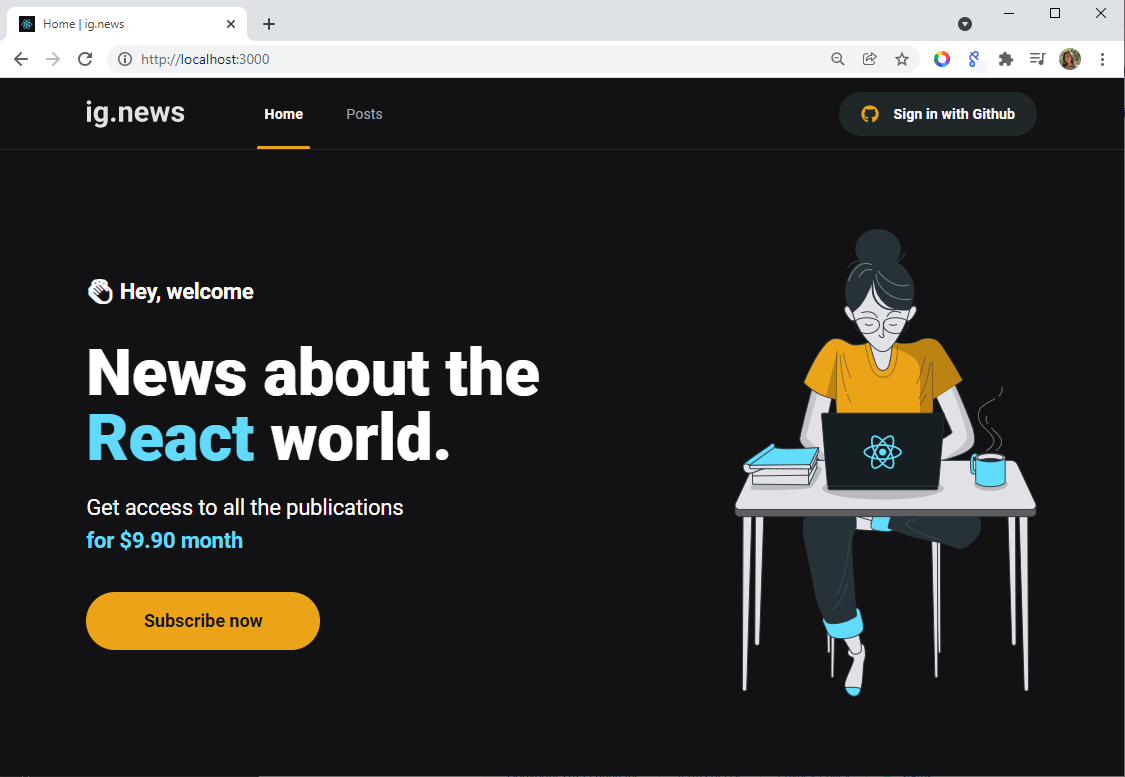 Home | ig.news
http://localhost:3000
ig.news
Home
Posts
Sign in with Github
Hey, welcome
News about the
React world.
Get access to all the publications
for $9.90 month
Subscribe now